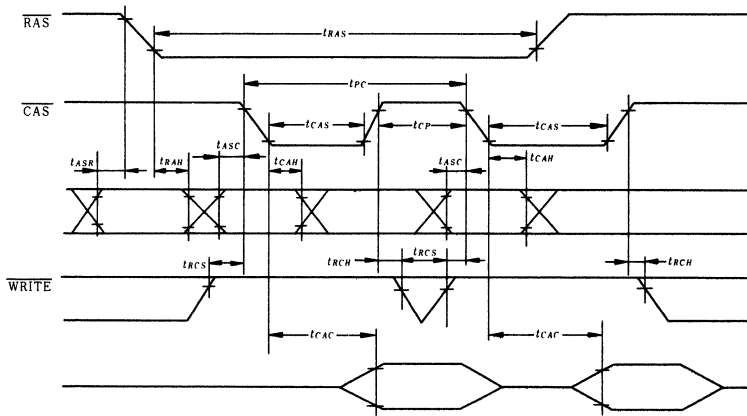 RAS
tRAS
tPC
CAS
tCAS
tCP
tCAS
tASR
tRAH
tASC
tCAH
tASC
tCAH
tRCS
tRCH
tRCS
tRCH
WRITE
tCAC
tCAC